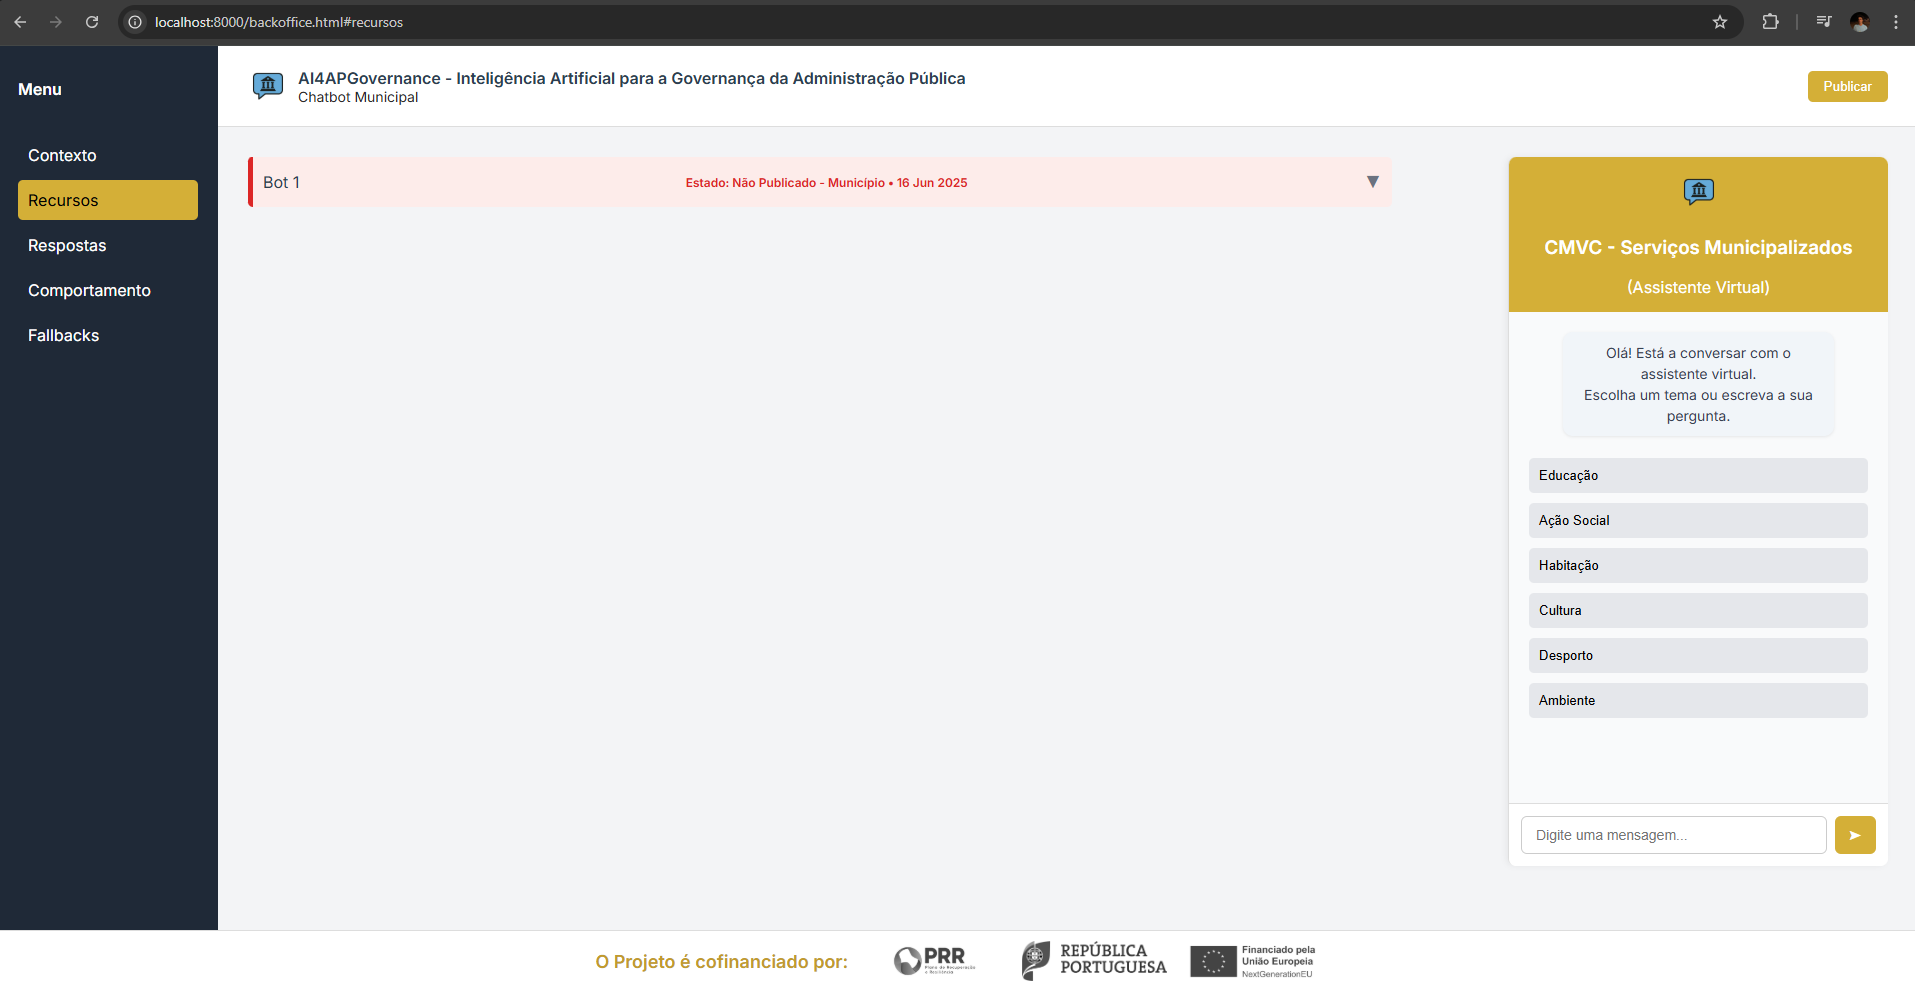 localhost:8000/backoffice.html#recursos
Menu
Contexto
Recursos
Respostas
Comportamento
Fallbacks
AI4APGovernance - Inteligência Artificial para a Governança da Administração Pública
Chatbot Municipal
Publicar
Bot 1
Estado: Não Publicado - Município • 16 Jun 2025
CMVC - Serviços Municipalizados
(Assistente Virtual)
Olá! Está a conversar com o
assistente virtual.
Escolha um tema ou escreva a sua
pergunta.
Educação
Ação Social
Habitação
Cultura
Desporto
Ambiente
Digite uma mensagem...
O Projeto é cofinanciado por:
PRR
Plano de Recuperação
e Resiliência
REPÚBLICA
PORTUGUESA
Financiado pela
União Europeia
NextGenerationEU